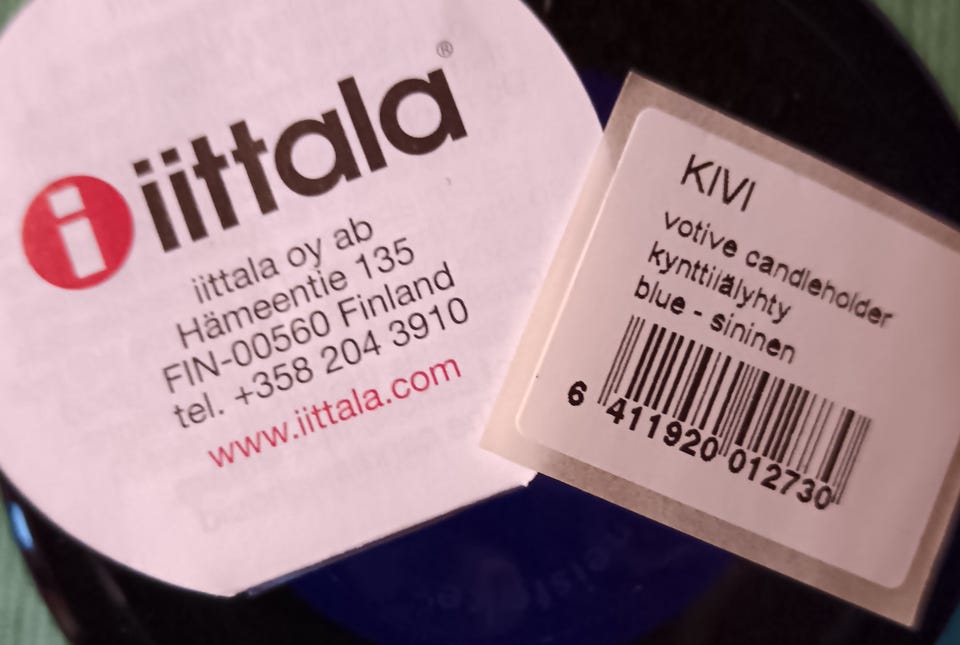 iittala®
iittala oy ab
Hämeentie 135
FIN-00560 Finland
tel. +358 204 3910
www.iittala.com
KIVI
votive candleholder
kynttilälyhty
blue - sininen
6 411920 012730